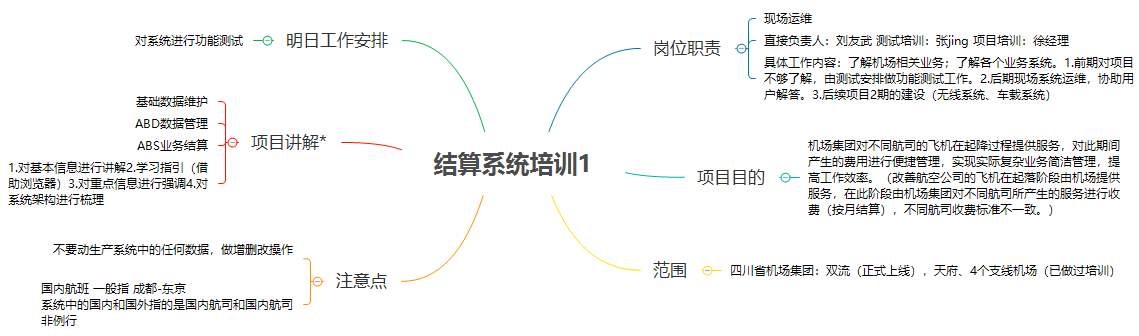 结算系统培训1
岗位职责
现场运维
直接负责人：刘友武 测试培训：张jing 项目培训：徐经理
具体工作内容：了解机场相关业务；了解各个业务系统。1.前期对项目
不够了解，由测试安排做功能测试工作。2.后期现场系统运维，协助用
户解答。3.后续项目2期的建设（无线系统、车载系统）
项目目的
机场集团对不同航司的飞机在起降过程提供服务，对此期间
产生的费用进行便捷管理，实现实际复杂业务简洁管理，提
高工作效率。（改善航空公司的飞机在起落阶段由机场提供
服务，在此阶段由机场集团对不同航司所产生的服务进行收
费（按月结算），不同航司收费标准不一致。）
范围
四川省机场集团：双流（正式上线），天府、4个支线机场（已做过培训）
明日工作安排
对系统进行功能测试
项目讲解*
基础数据维护
ABD数据管理
ABS业务结算
1.对基本信息进行讲解2.学习指引（借
助浏览器）3.对重点信息进行强调4.对
系统架构进行梳理
注意点
不要动生产系统中的任何数据，做增删改操作
国内航班 一般指 成都-东京
系统中的国内和国外指的是国内航司和国内航司
非例行